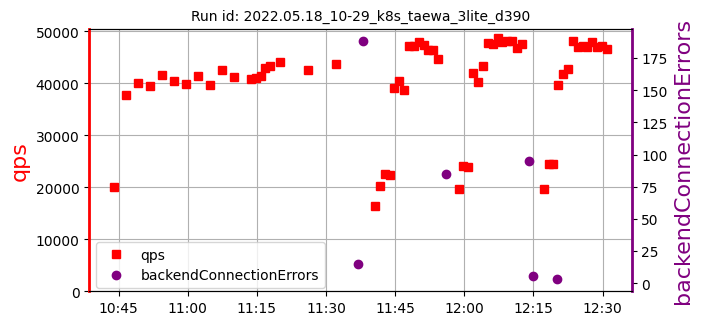 Run id: 2022.05.18_10-29_k8s_taewa_3lite_d390
50000
40000
30000
20000
10000
0
qps
175
150
125
100
75
50
25
0
backendConnectionErrors
qps
backendConnectionErrors
10:45 11:00 11:15 11:30 11:45 12:00 12:15 12:30